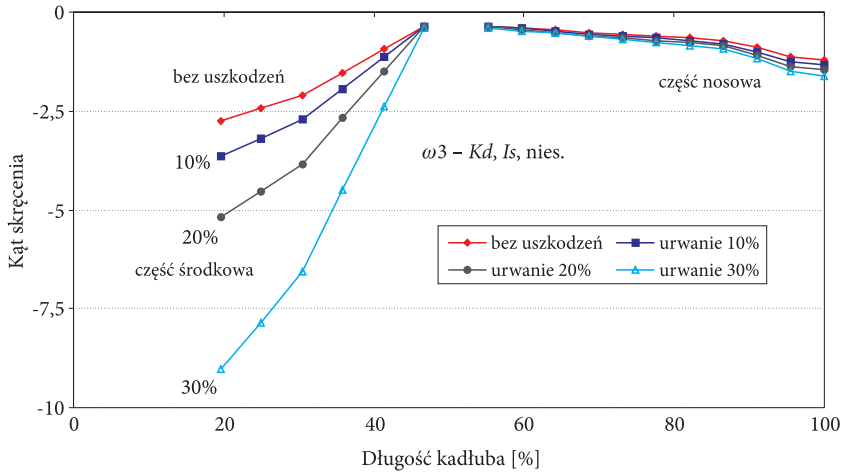 0
-2,5
-5
-7,5
-10
0
20
40
60
80
100
Kąt skręcenia
Długość kadłuba [%]
bez uszkodzeń
10%
20%
część środkowa
30%
część nosowa
ω3 – Kd, Is, nies.
bez uszkodzeń
urwanie 10%
urwanie 20%
urwanie 30%